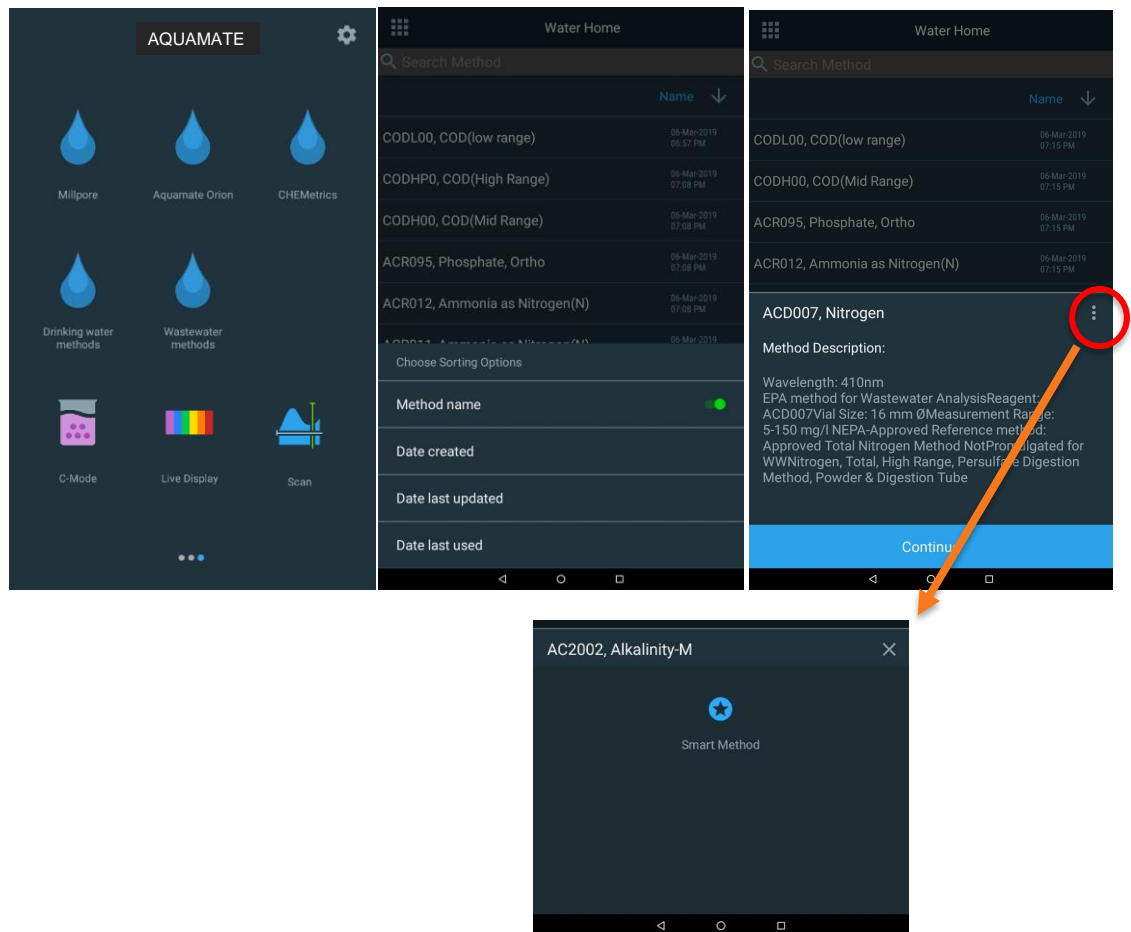 AQUAMATE
Millpore
Aquamate Orion
CHEMetrics
Drinking water
methods
Wastewater
methods
C-Mode
Live Display
Scan
Water Home
Search Method
Name
CODL00, COD(low range)
06-Mar-2019
06:57 PM
CODHP0, COD(High Range)
06-Mar-2019
07:08 PM
CODH00, COD(Mid Range)
06-Mar-2019
07:08 PM
ACR095, Phosphate, Ortho
06-Mar-2019
07:08 PM
ACR012, Ammonia as Nitrogen(N)
06-Mar-2019
07:08 PM
06-Mar-2019
Choose Sorting Options
Method name
Date created
Date last updated
Date last used
Water Home
Search Method
Name
CODL00, COD(low range)
06-Mar-2019
07:15 PM
CODH00, COD(Mid Range)
06-Mar-2019
07:15 PM
ACR095, Phosphate, Ortho
06-Mar-2019
07:15 PM
ACR012, Ammonia as Nitrogen(N)
06-Mar-2019
07:15 PM
ACD007, Nitrogen
Method Description:
Wavelength: 410nm
EPA method for Wastewater AnalysisReagent:
ACD007Vial Size: 16 mm ØMeasurement Range:
5-150 mg/l NEPA-Approved Reference method:
Approved Total Nitrogen Method NotPromulgated for
WWNitrogen, Total, High Range, Persulfate Digestion
Method, Powder & Digestion Tube
Continue
AC2002, Alkalinity-M
Smart Method